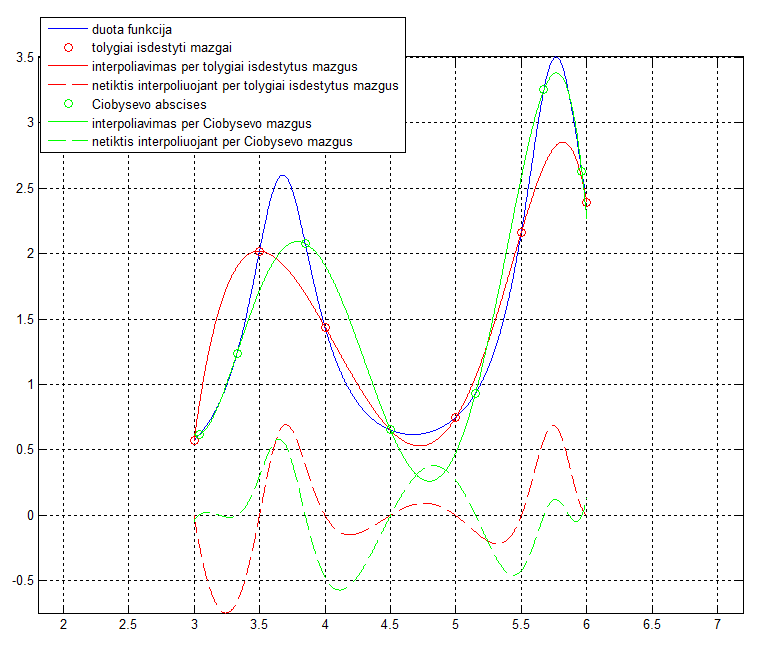 duota funkcija
tolygiai isdestyti mazgai
interpoliavimas per tolygiai isdestytus mazgus
netiktis interpoliuojant per tolygiai isdestytus mazgus
Ciobysevo abscises
interpoliavimas per Ciobysevo mazgus
netiktis interpoliuojant per Ciobysevo mazgus
3.5
3
2.5
2
1.5
1
0.5
0
-0.5
2 2.5 3 3.5 4 4.5 5 5.5 6 6.5 7